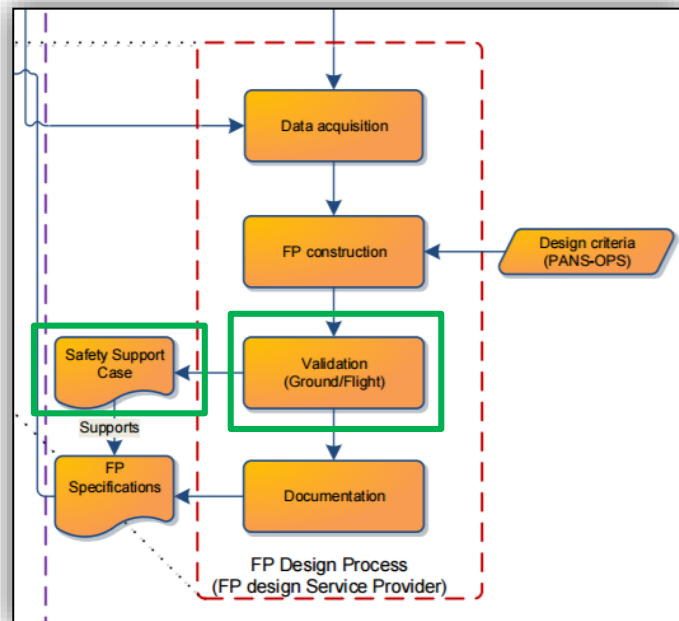 Data acquisition
FP construction
Design criteria
(PANS-OPS)
Safety Support
Case
Validation
(Ground/Flight)
Supports
FP
Specifications
Documentation
FP Design Process
(FP design Service Provider)